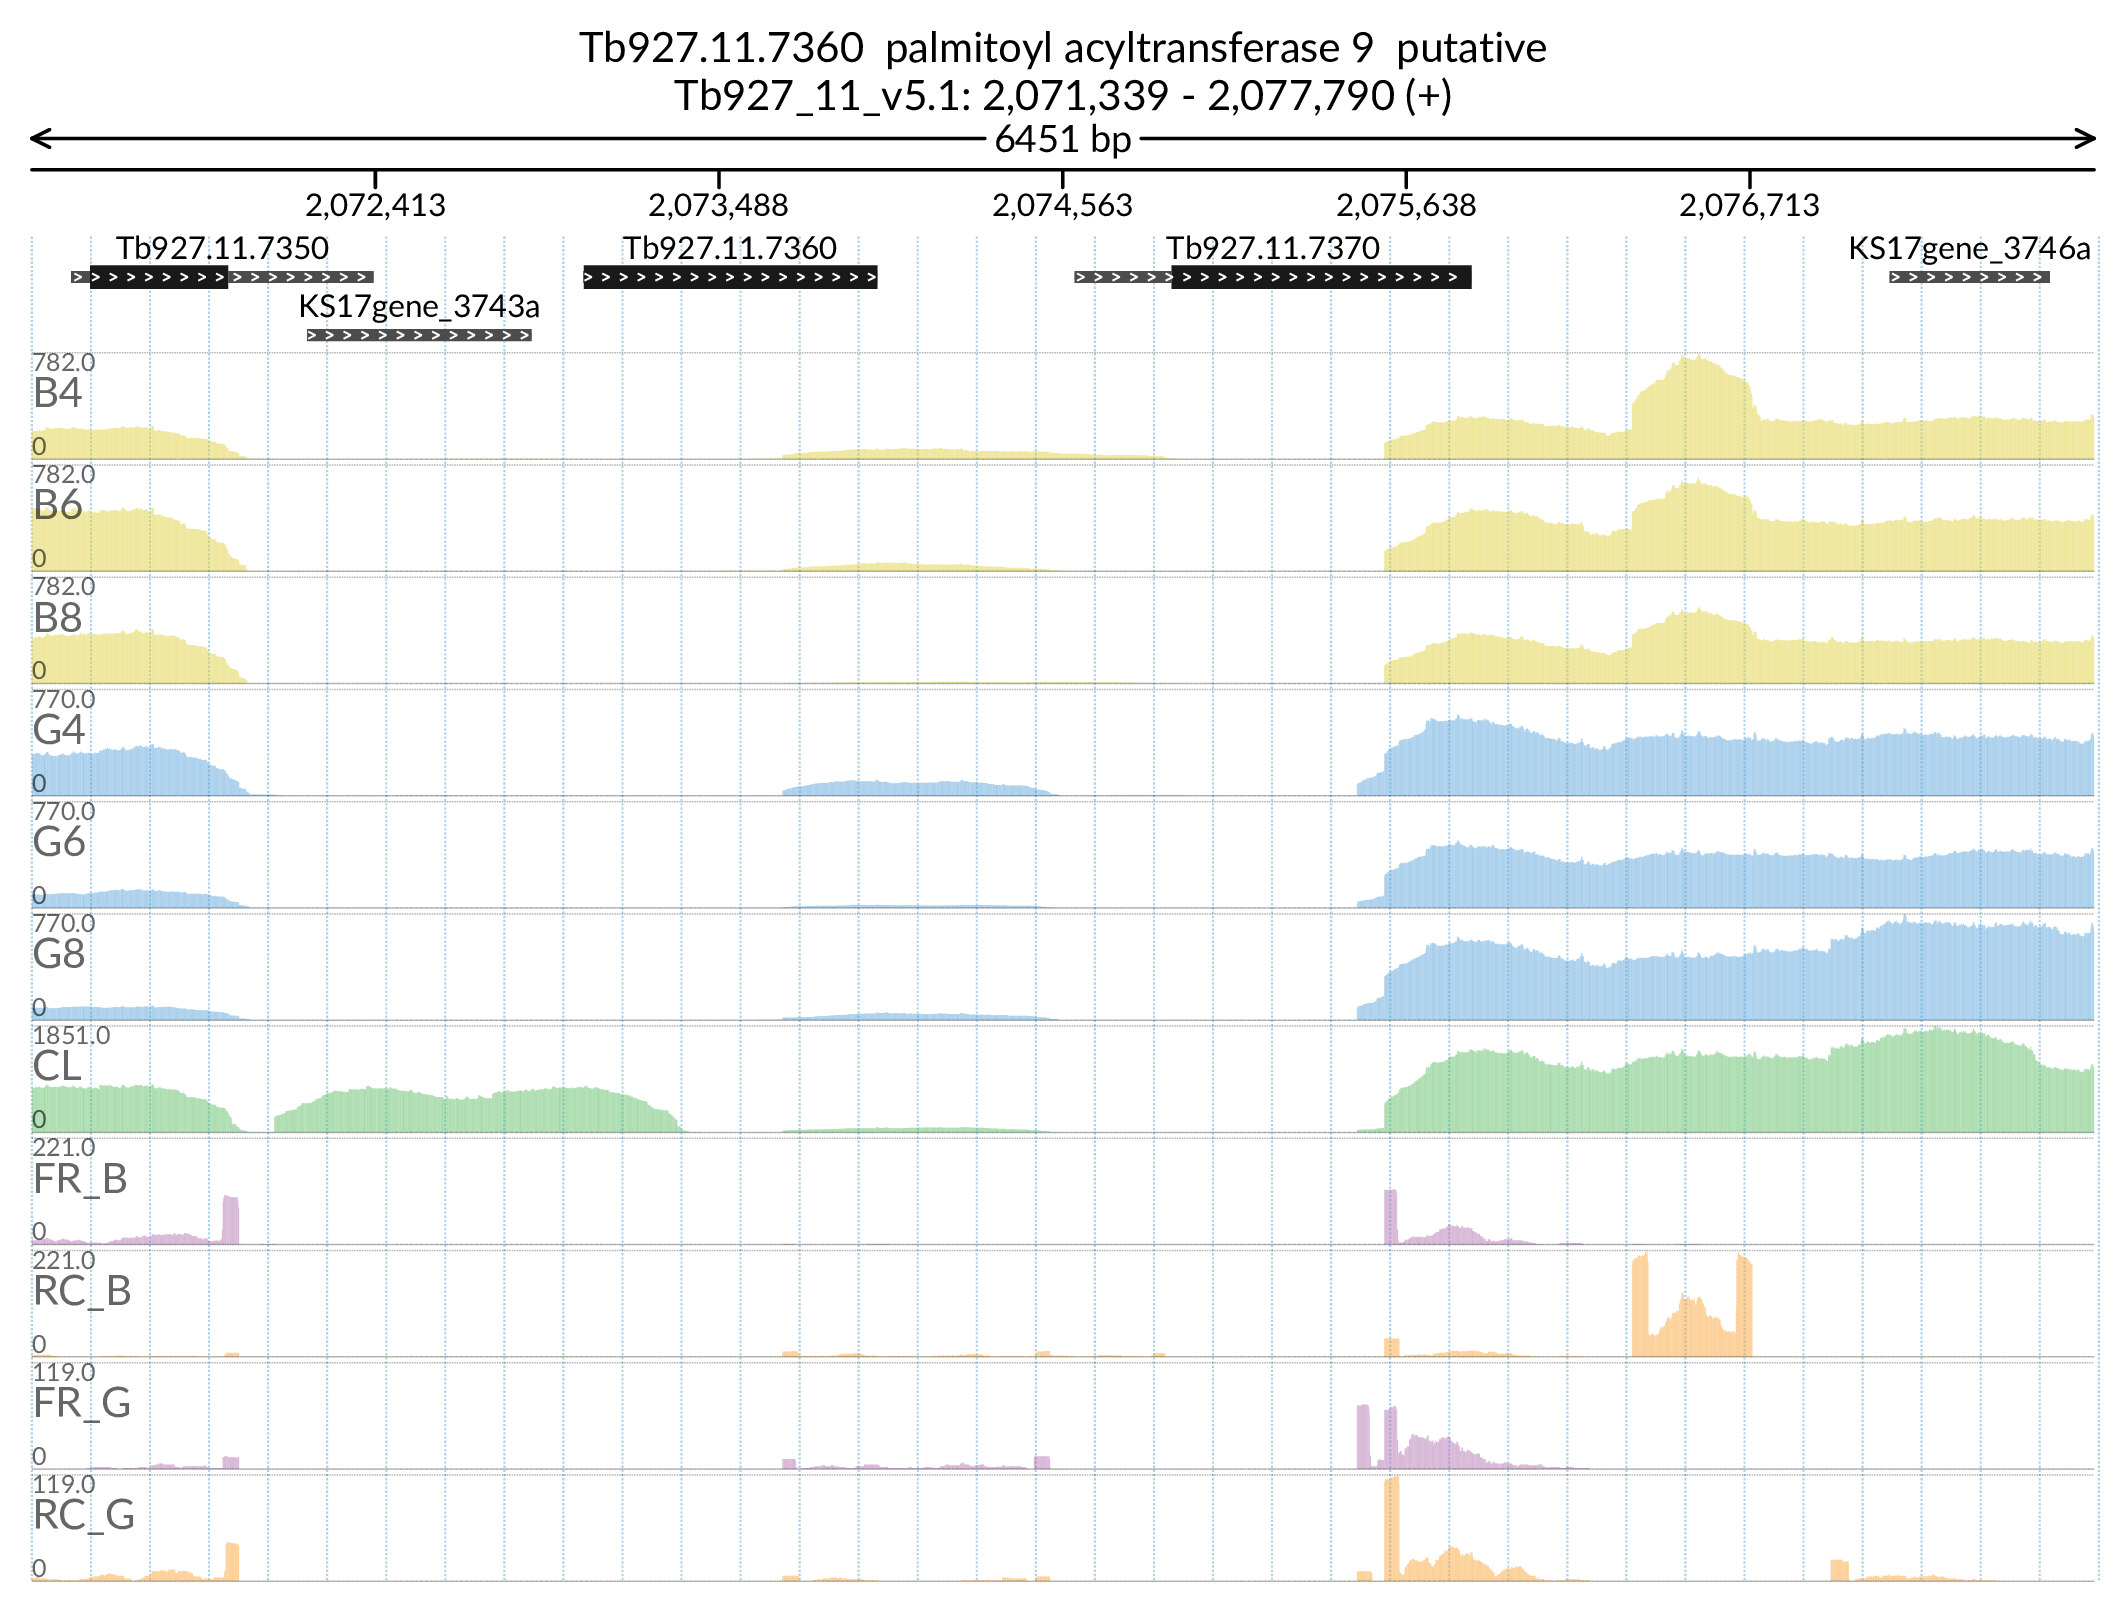 Tb927.11.7360 palmitoyl acyltransferase 9 putative
Tb927_11_v5.1: 2,071,339 - 2,077,790 (+)
6451 bp
2,072,413 2,073,488 2,074,563 2,075,638 2,076,713
Tb927.11.7350 Tb927.11.7360 Tb927.11.7370 KS17gene_3746a
KS17gene_3743a
782.0
B4
0
782.0
B6
0
782.0
B8
0
770.0
G4
0
770.0
G6
0
770.0
G8
0
1851.0
CL
0
221.0
FR_B
0
221.0
RC_B
0
119.0
FR_G
0
119.0
RC_G
0